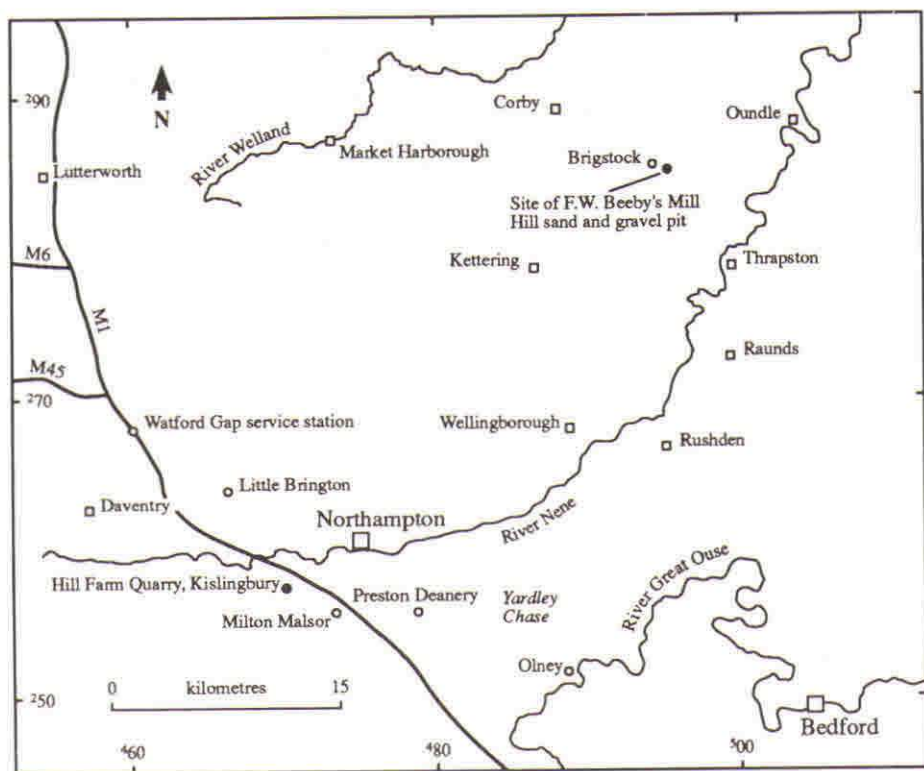 290
N
Corby
Oundle
River Welland
Market Harborough
Brigstock
Lutterworth
Site of F.W. Beeby's Mill
Hill sand and gravel pit
M6
Kettering
Thrapston
M1
M45
Raunds
270
Watford Gap service station
Wellingborough
Rushden
Little Brington
Daventry
Northampton
River Nene
River Great Ouse
Hill Farm Quarry, Kislingbury
Preston Deanery
Yardley
Chase
Milton Malsor
Olney
0 kilometres 15
250
Bedford
460
480
500